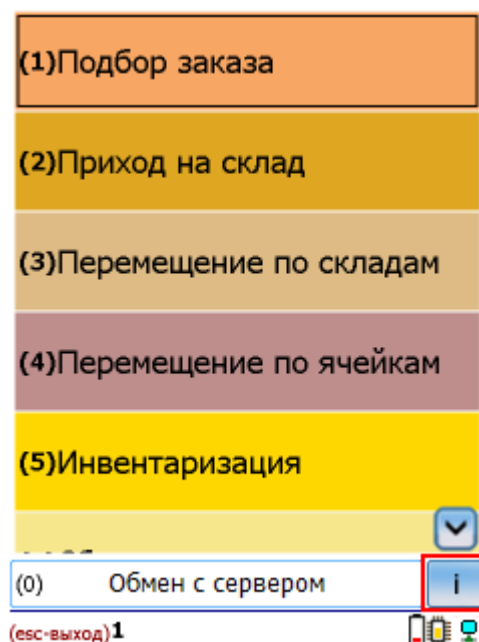 (1)Подбор заказа
(2)Приход на склад
(3)Перемещение по складам
(4)Перемещение по ячейкам
(5)Инвентаризация
(0) Обмен с сервером i
(esc-выход)1